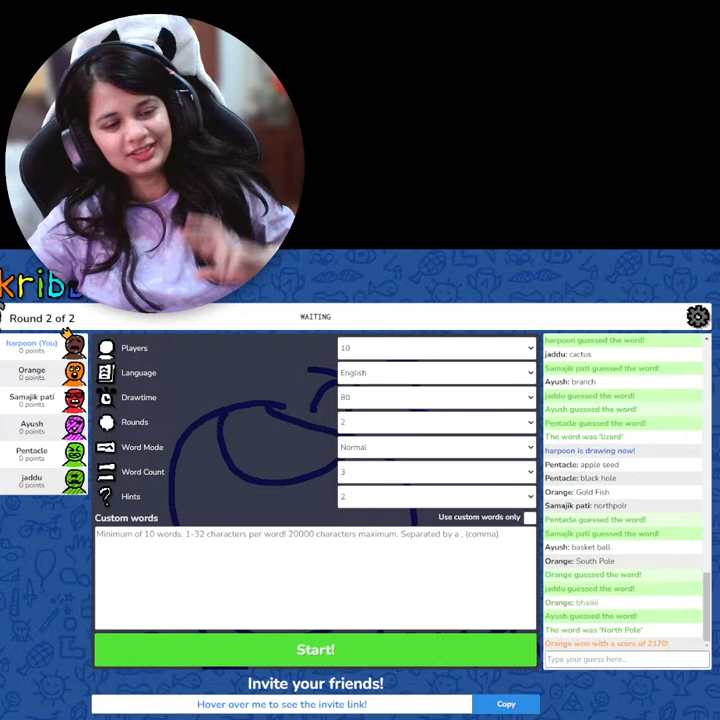 krib
Round 2 of 2
WAITING
harpoon (You)
0 points
Orange
0 points
Samajik pati
0 points
Ayush
0 points
Pentacle
0 points
jaddu
0 points
Players
10
Language
English
Drawtime
80
Rounds
2
Word Mode
Normal
Word Count
3
Hints
2
Custom words
Use custom words only
Minimum of 10 words. 1-32 characters per word! 20000 characters maximum. Separated by a , (comma)
Start!
Invite your friends!
Hover over me to see the invite link!
Copy
harpoon guessed the word!
jaddu: cactus
Samajik pati guessed the word!
Ayush: branch
jaddu guessed the word!
Ayush guessed the word!
Pentacle guessed the word!
The word was 'lizard'
harpoon is drawing now!
Pentacle: apple seed
Pentacle: black hole
Orange: Gold Fish
Samajik pati: northpolr
Pentacle guessed the word!
Samajik pati guessed the word!
Ayush: basket ball
Orange: South Pole
Orange guessed the word!
jaddu guessed the word!
Orange: bhaiiii
Ayush guessed the word!
The word was 'North Pole'
Orange won with a score of 2170!
Type your guess here...